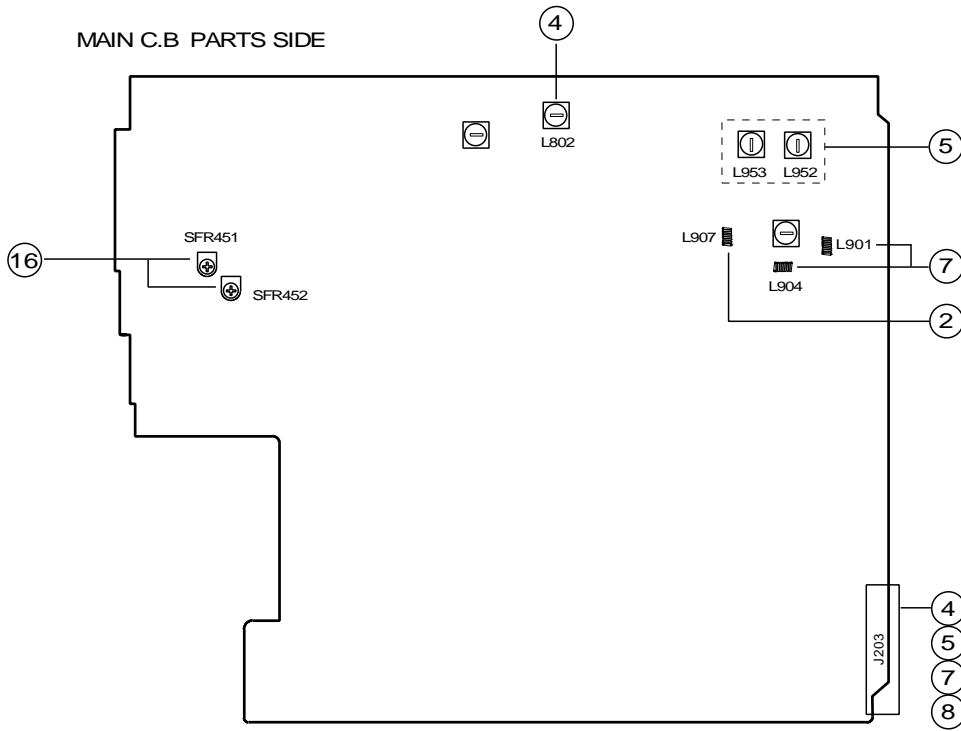 4
MAIN C.B PARTS SIDE
L802
5
L953 L952
SFR451
L907
L901
16
7
L904
SFR452
2
J203
4
5
7
8